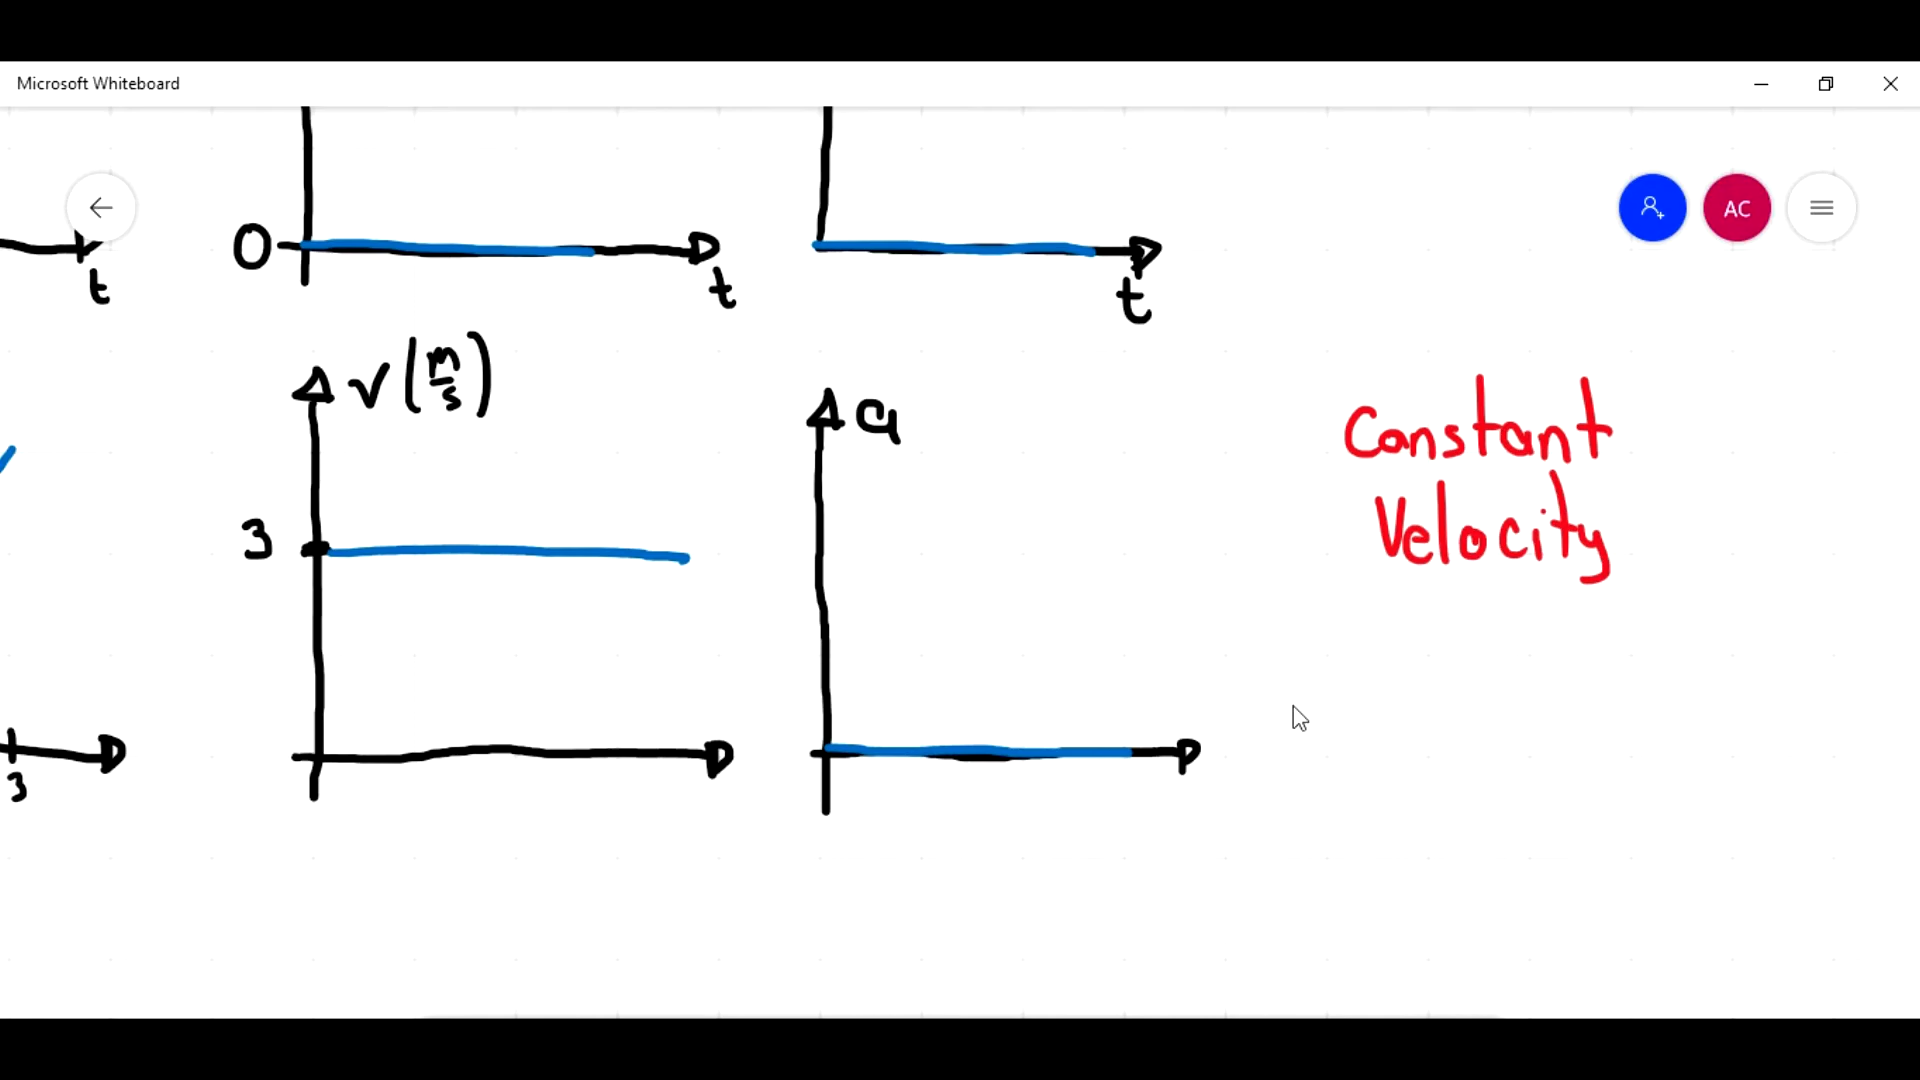 Microsoft Whiteboard
AC
0
t
t
t
v (m/s)
a
Constant
Velocity
3
3